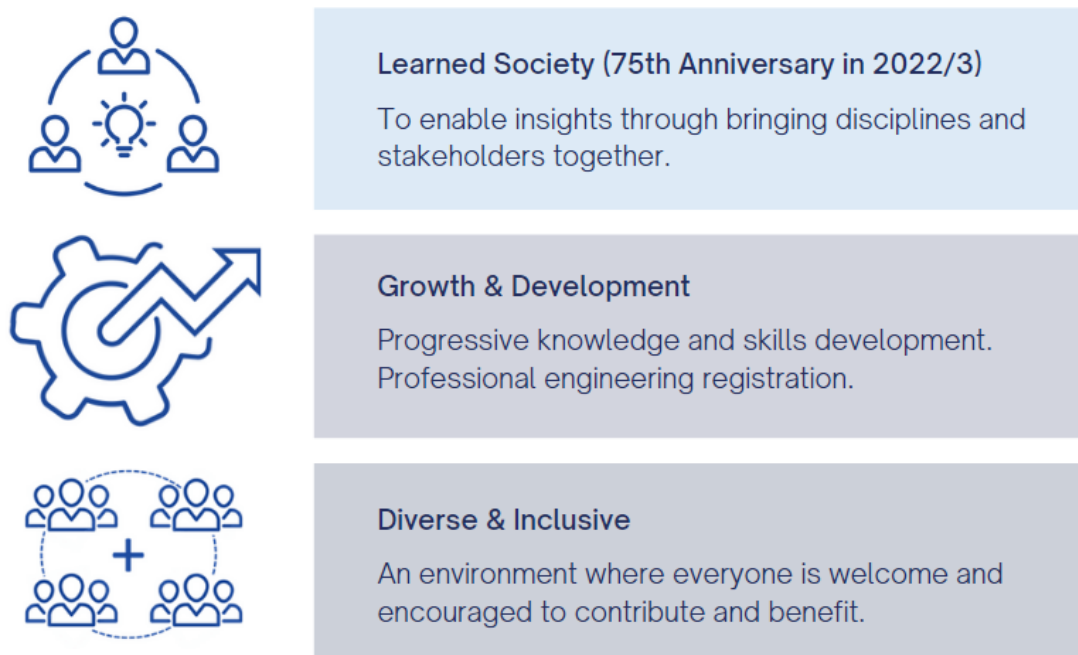 Learned Society (75th Anniversary in 2022/3)
To enable insights through bringing disciplines and
stakeholders together.
Growth & Development
Progressive knowledge and skills development.
Professional engineering registration.
Diverse & Inclusive
An environment where everyone is welcome and
encouraged to contribute and benefit.